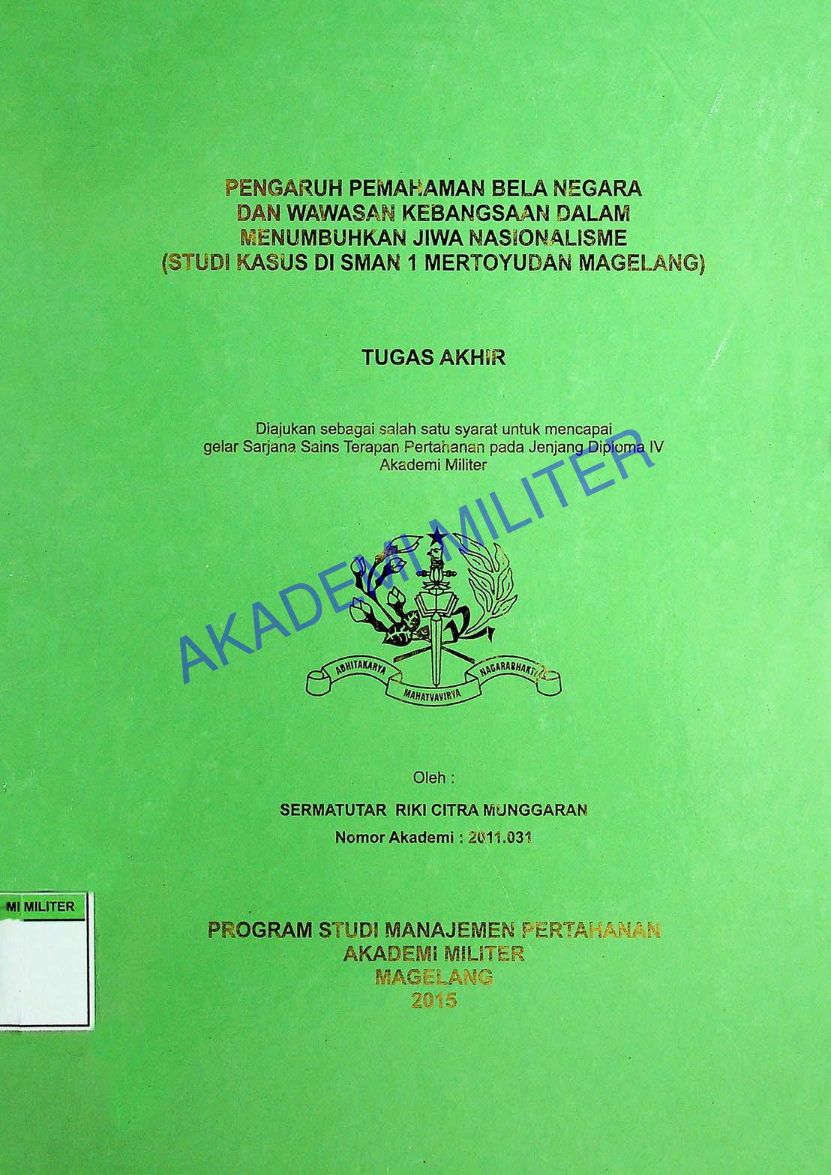 PENGARUH PEMAHAMAN BELA NEGARA
DAN WAWASAN KEBANGSAAN DALAM
MENUMBUHKAN JIWA NASIONALISME
(STUDI KASUS DI SMAN 1 MERTOYUDAN MAGELANG)
TUGAS AKHIR
Diajukan sebagai salah satu syarat untuk mencapai
gelar Sarjana Sains Terapan Pertahanan pada Jenjang Diploma IV
Akademi Militer
AKADEMI MILITER
ADHITAKARYA
MAHATVAVIRYA
NAGARABHAKTI
Oleh :
SERMATUTAR RIKI CITRA MUNGGARAN
Nomor Akademi : 2011.031
MI MILITER
PROGRAM STUDI MANAJEMEN PERTAHANAN
AKADEMI MILITER
MAGELANG
2015